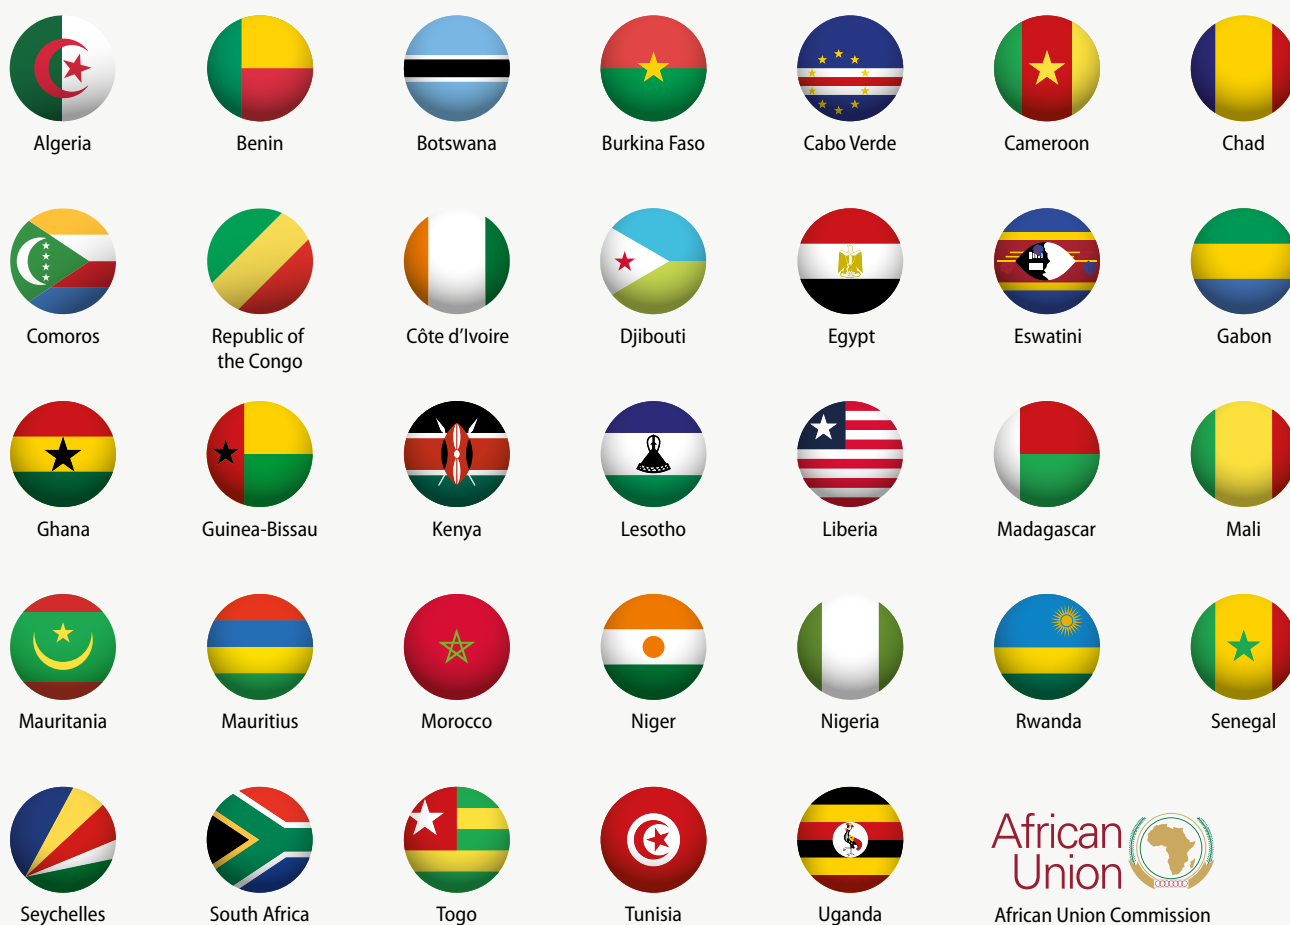 Algeria
Benin
Botswana
Burkina Faso
Cabo Verde
Cameroon
Chad
Comoros
Republic of
the Congo
Côte d’Ivoire
Djibouti
Egypt
Eswatini
Gabon
Ghana
Guinea-Bissau
Kenya
Lesotho
Liberia
Madagascar
Mali
Mauritania
Mauritius
Morocco
Niger
Nigeria
Rwanda
Senegal
Seychelles
South Africa
Togo
Tunisia
Uganda
African
Union
African Union Commission